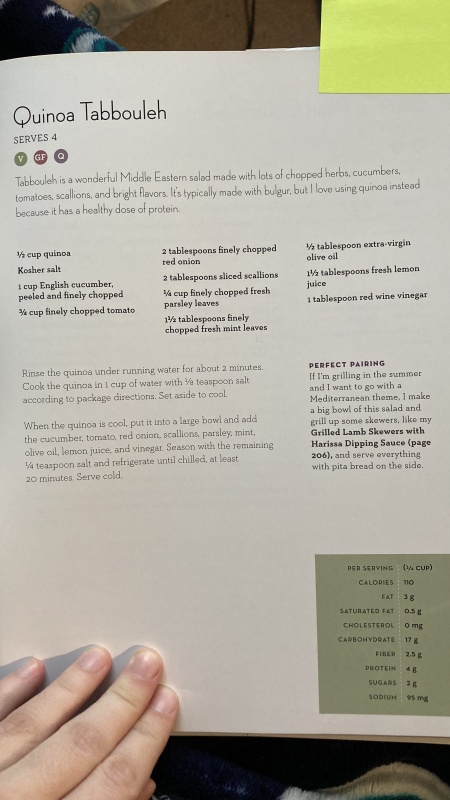 Quinoa Tabbouleh
SERVES 4
V GF Q
Tabbouleh is a wonderful Middle Eastern salad made with lots of chopped herbs, cucumbers,
tomatoes, scallions, and bright flavors. It's typically made with bulgur, but I love using quinoa instead
because it has a healthy dose of protein.
½ cup quinoa
Kosher salt
1 cup English cucumber,
peeled and finely chopped
¾ cup finely chopped tomato
2 tablespoons finely chopped
red onion
2 tablespoons sliced scallions
¼ cup finely chopped fresh
parsley leaves
1½ tablespoons finely
chopped fresh mint leaves
½ tablespoon extra-virgin
olive oil
1½ tablespoons fresh lemon
juice
1 tablespoon red wine vinegar
Rinse the quinoa under running water for about 2 minutes.
Cook the quinoa in 1 cup of water with ⅛ teaspoon salt
according to package directions. Set aside to cool.
When the quinoa is cool, put it into a large bowl and add
the cucumber, tomato, red onion, scallions, parsley, mint,
olive oil, lemon juice, and vinegar. Season with the remaining
¼ teaspoon salt and refrigerate until chilled, at least
20 minutes. Serve cold.
PERFECT PAIRING
If I'm grilling in the summer
and I want to go with a
Mediterranean theme, I make
a big bowl of this salad and
grill up some skewers, like my
Grilled Lamb Skewers with
Harissa Dipping Sauce (page
206), and serve everything
with pita bread on the side.
PER SERVING (¾ CUP)
CALORIES 110
FAT 3 g
SATURATED FAT 0.5 g
CHOLESTEROL 0 mg
CARBOHYDRATE 17 g
FIBER 2.5 g
PROTEIN 4 g
SUGARS 2 g
SODIUM 95 mg